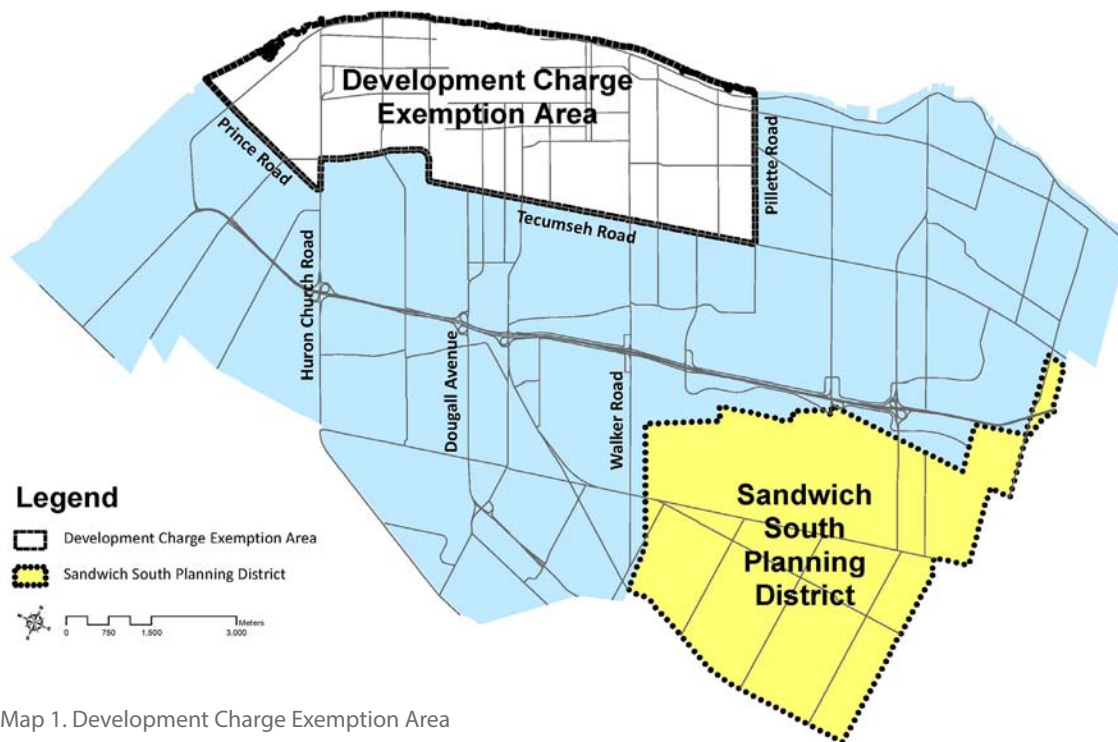 Development Charge
Exemption Area
Prince Road
Pillette Road
Tecumseh Road
Huron Church Road
Dougall Avenue
Walker Road
Sandwich
South
Planning
District
Legend
Development Charge Exemption Area
Sandwich South Planning District
Meters
0 750 1,500 3,000
Map 1. Development Charge Exemption Area